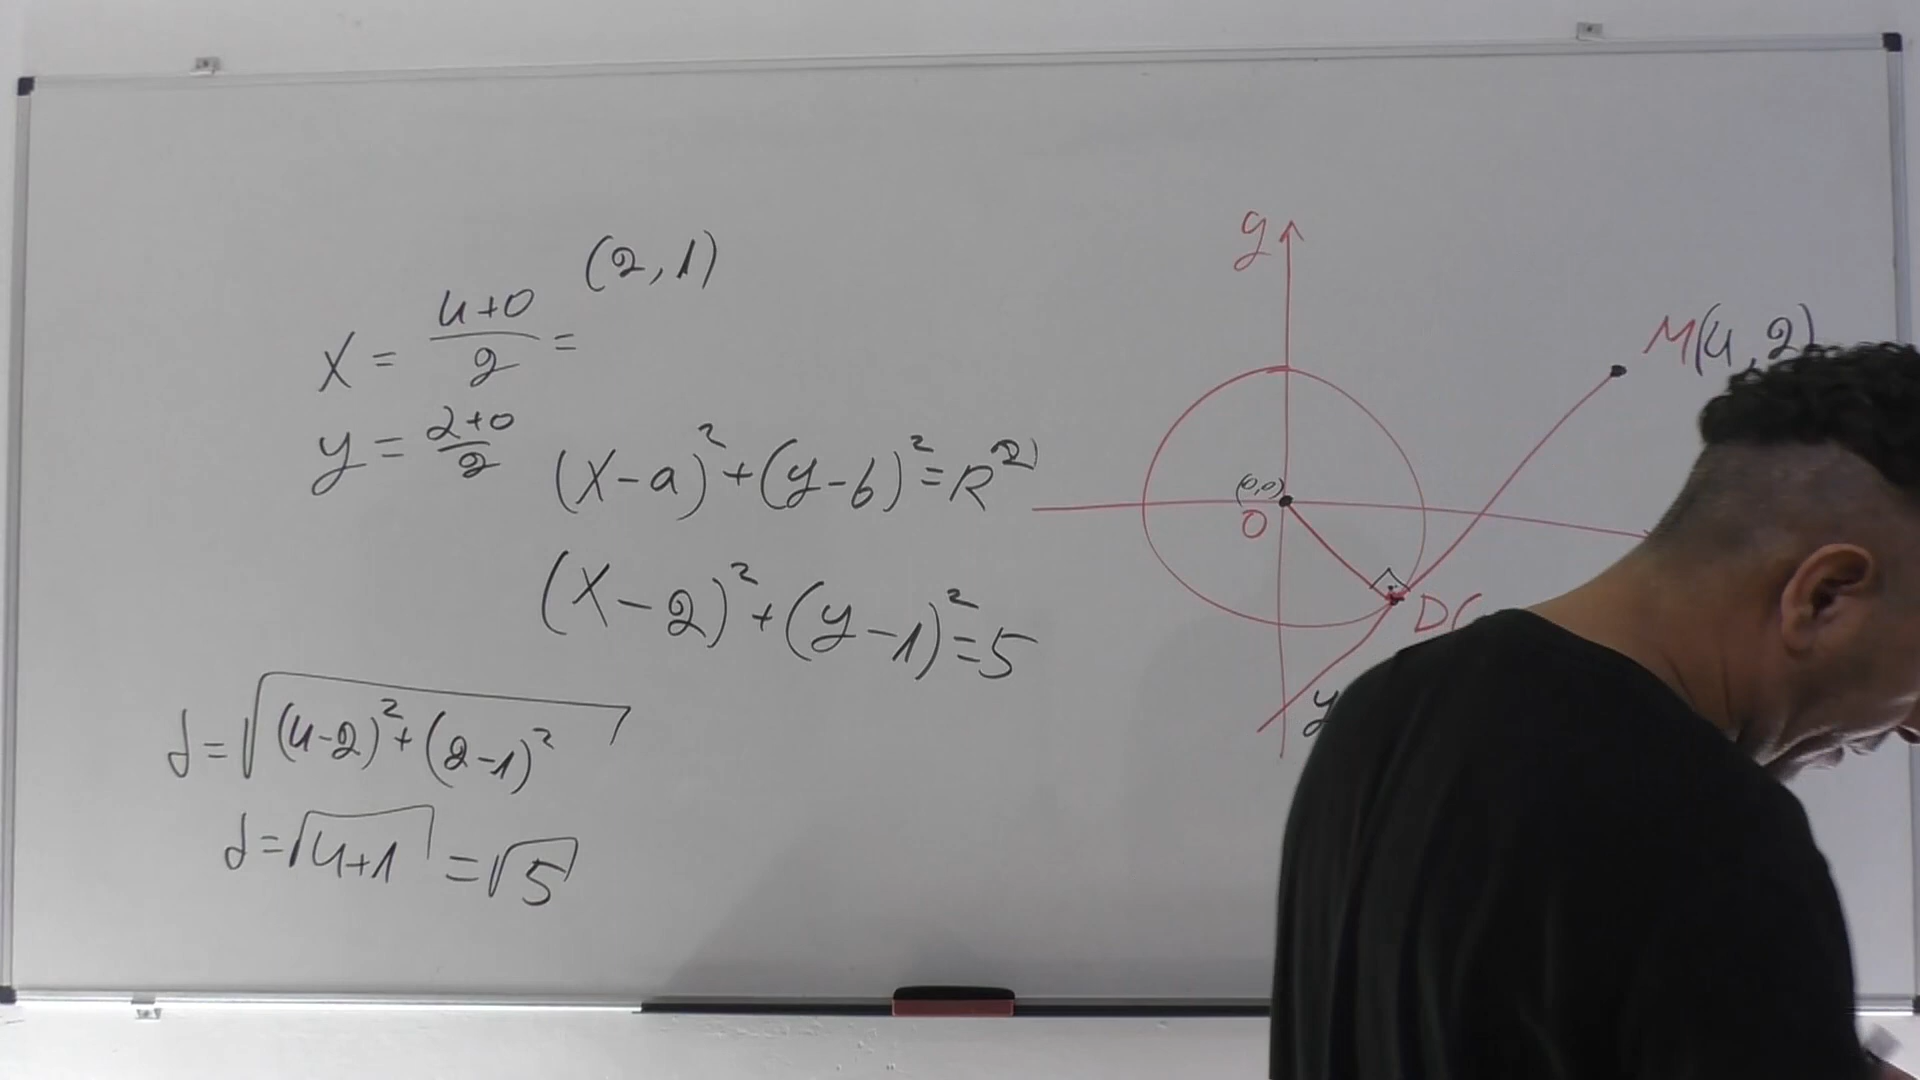 (2, 1)
x = (4+0)/2 =
y = (2+0)/2
(x-a)² + (y-b)² = R²
(x-2)² + (y-1)² = 5
d = √((4-2)² + (2-1)²)
d = √(4+1) = √5
y
M(4, 2)
(0,0)
O
D(
y